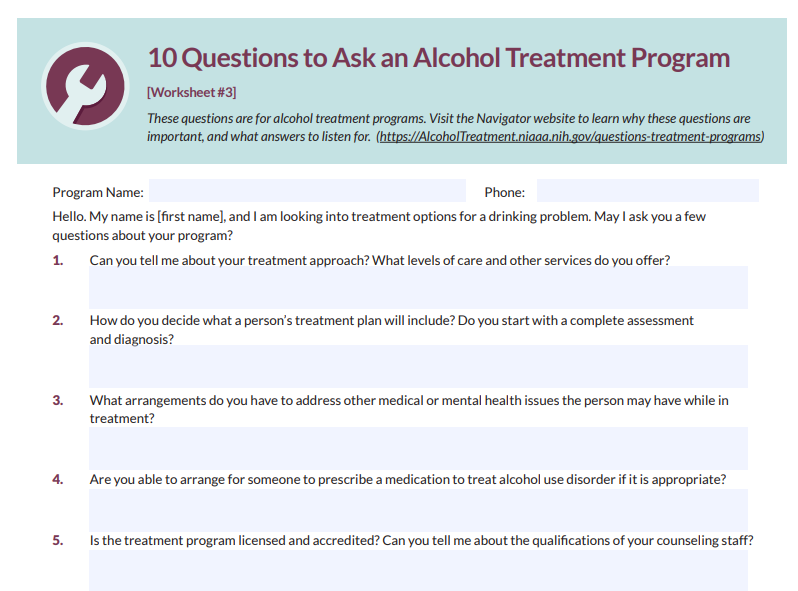 10 Questions to Ask an Alcohol Treatment Program
[Worksheet #3]
These questions are for alcohol treatment programs. Visit the Navigator website to learn why these questions are
important, and what answers to listen for. (https://AlcoholTreatment.niaaa.nih.gov/questions-treatment-programs)
Program Name: Phone:
Hello. My name is [first name], and I am looking into treatment options for a drinking problem. May I ask you a few
questions about your program?
1. Can you tell me about your treatment approach? What levels of care and other services do you offer?
2. How do you decide what a person’s treatment plan will include? Do you start with a complete assessment
and diagnosis?
3. What arrangements do you have to address other medical or mental health issues the person may have while in
treatment?
4. Are you able to arrange for someone to prescribe a medication to treat alcohol use disorder if it is appropriate?
5. Is the treatment program licensed and accredited? Can you tell me about the qualifications of your counseling staff?